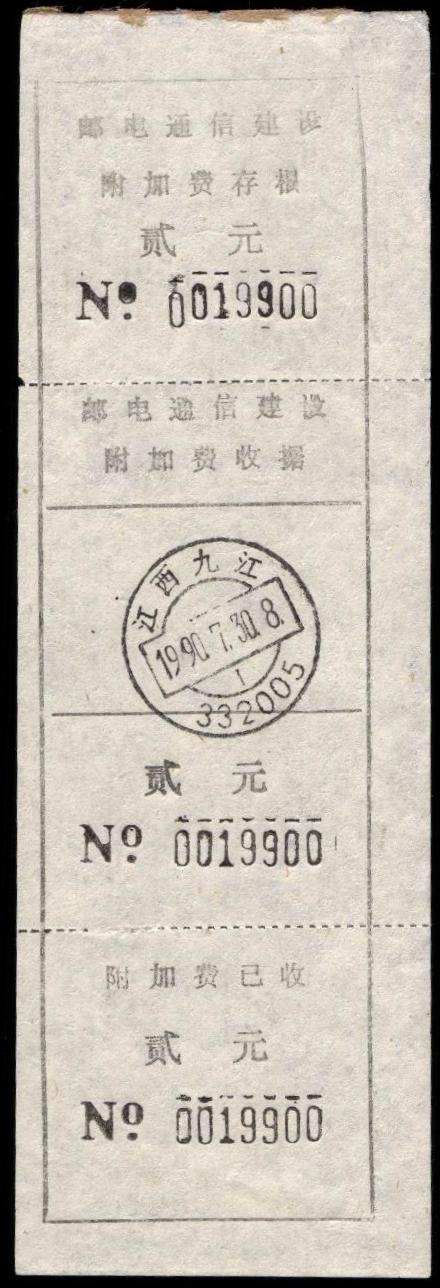 邮电通信建设
附加费存根
贰元
No. 0019900
邮电通信建设
附加费收据
江西九江
1990.7.30.8.
1
332005
贰元
No. 0019900
附加费已收
贰元
No. 0019900